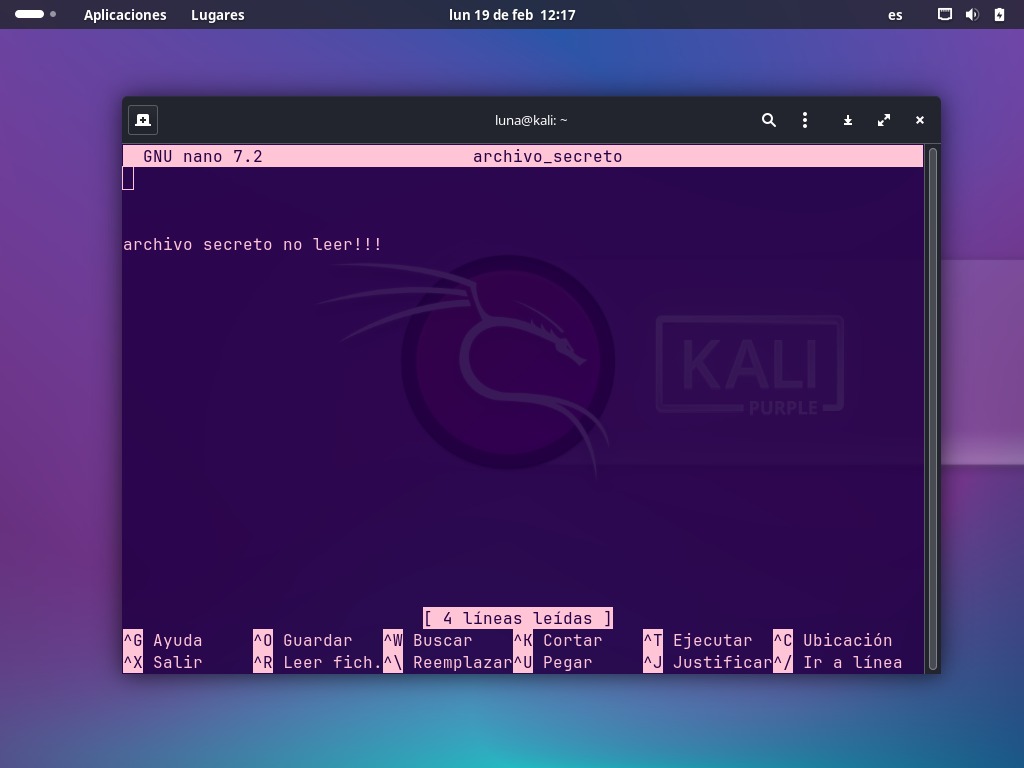 Aplicaciones Lugares lun 19 de feb 12:17 es
luna@kali: ~
GNU nano 7.2 archivo_secreto
archivo secreto no leer!!!
KALI
PURPLE
[ 4 líneas leídas ]
^G Ayuda ^O Guardar ^W Buscar ^K Cortar ^T Ejecutar ^C Ubicación
^X Salir ^R Leer fich. ^\ Reemplazar ^U Pegar ^J Justificar ^/ Ir a línea